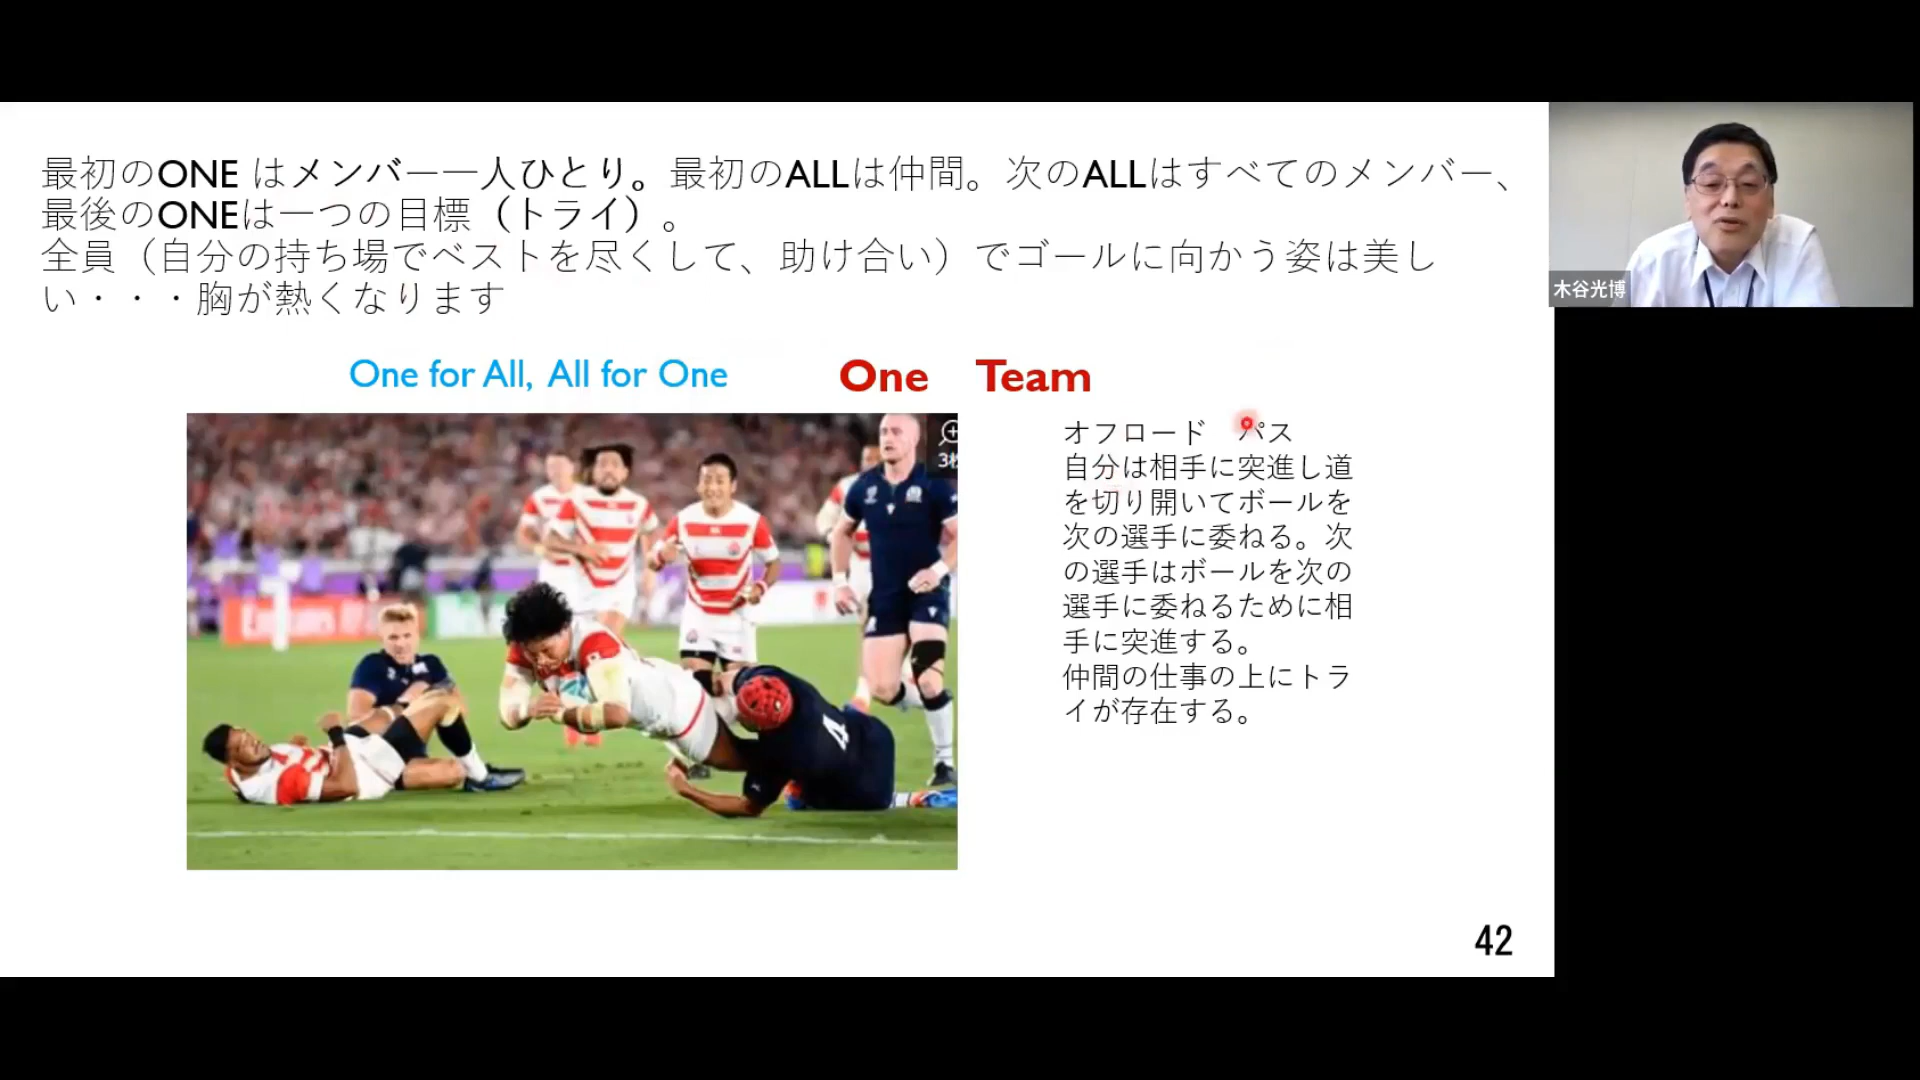 最初のONE はメンバー一人ひとり。最初のALLは仲間。次のALLはすべてのメンバー、
最後のONEは一つの目標（トライ）。
全員（自分の持ち場でベストを尽くして、助け合い）でゴールに向かう姿は美し
い・・・胸が熱くなります
木谷光博
One for All, All for One
One Team
オフロード パス
自分は相手に突進し道
を切り開いてボールを
次の選手に委ねる。次
の選手はボールを次の
選手に委ねるために相
手に突進する。
仲間の仕事の上にトラ
イが存在する。
Emirates
4
42